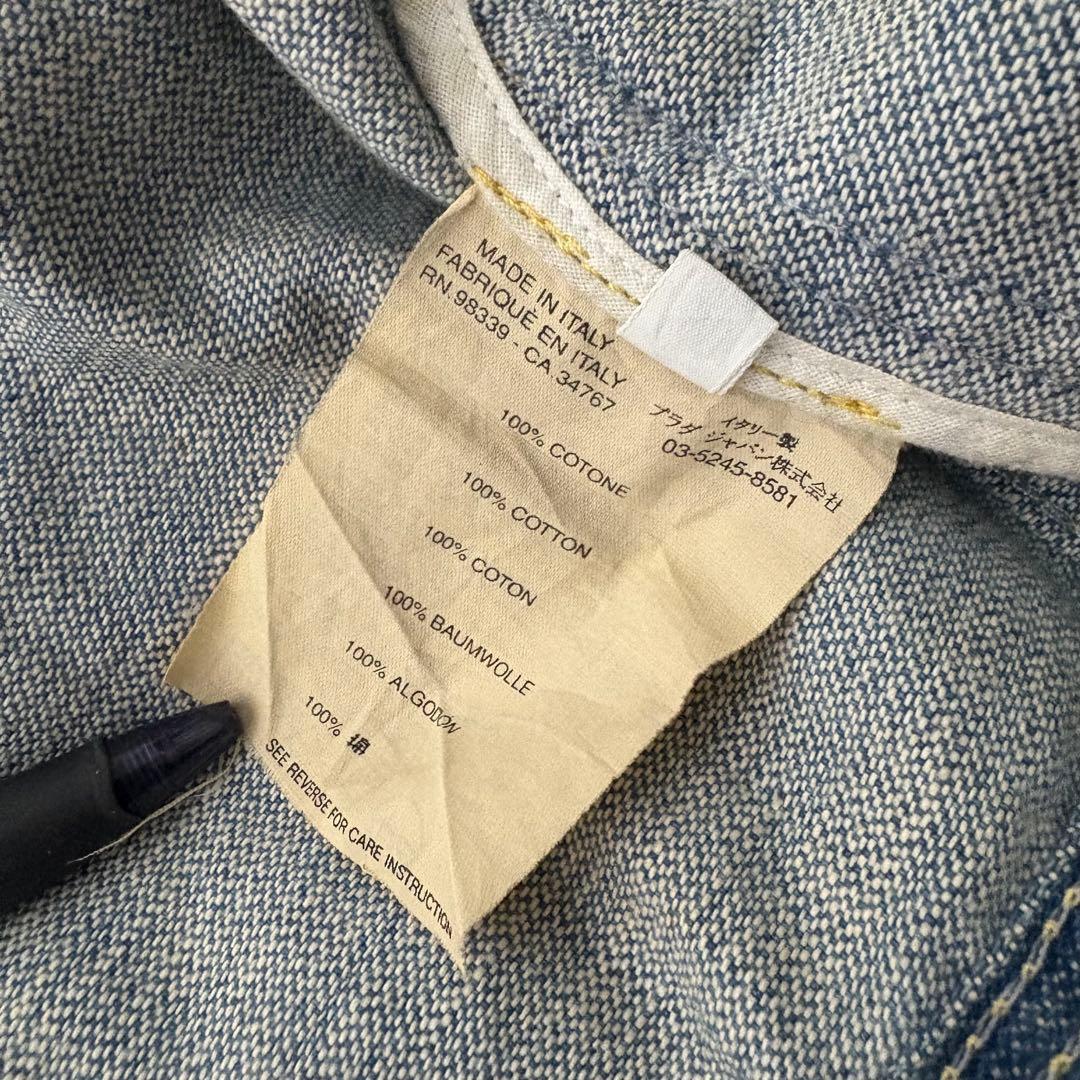 MADE IN ITALY
FABRIQUÉ EN ITALY
RN.98339 - CA 34767
イタリー製
プラダ ジャパン株式会社
03-5245-8581
100% COTONE
100% COTTON
100% COTON
100% BAUMWOLLE
100% ALGODÓN
100% 綿
SEE REVERSE FOR CARE INSTRUCTION